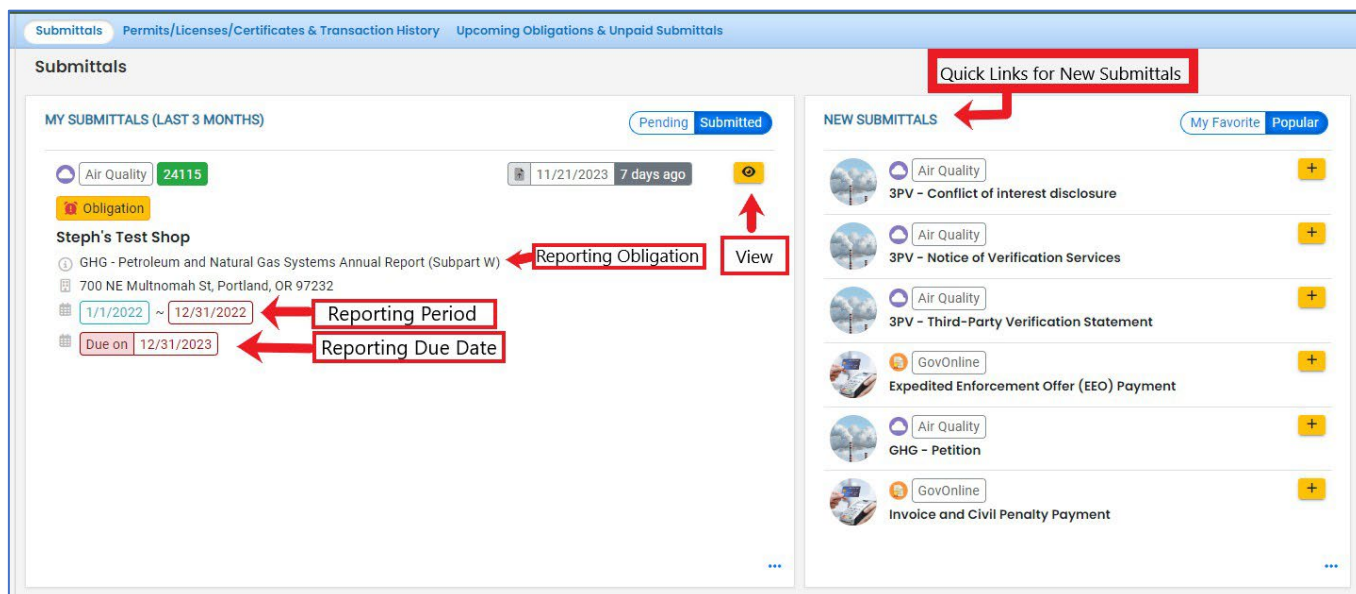 Submittals Permits/Licenses/Certificates & Transaction History Upcoming Obligations & Unpaid Submittals
Submittals
Quick Links for New Submittals
MY SUBMITTALS (LAST 3 MONTHS) Pending Submitted
Air Quality 24115 11/21/2023 7 days ago
Obligation
Steph's Test Shop
GHG - Petroleum and Natural Gas Systems Annual Report (Subpart W) Reporting Obligation View
700 NE Multnomah St, Portland, OR 97232
1/1/2022 ~ 12/31/2022 Reporting Period
Due on 12/31/2023 Reporting Due Date
...
NEW SUBMITTALS My Favorite Popular
Air Quality +
3PV - Conflict of interest disclosure
Air Quality +
3PV - Notice of Verification Services
Air Quality +
3PV - Third-Party Verification Statement
GovOnline +
Expedited Enforcement Offer (EEO) Payment
Air Quality +
GHG - Petition
GovOnline +
Invoice and Civil Penalty Payment
...